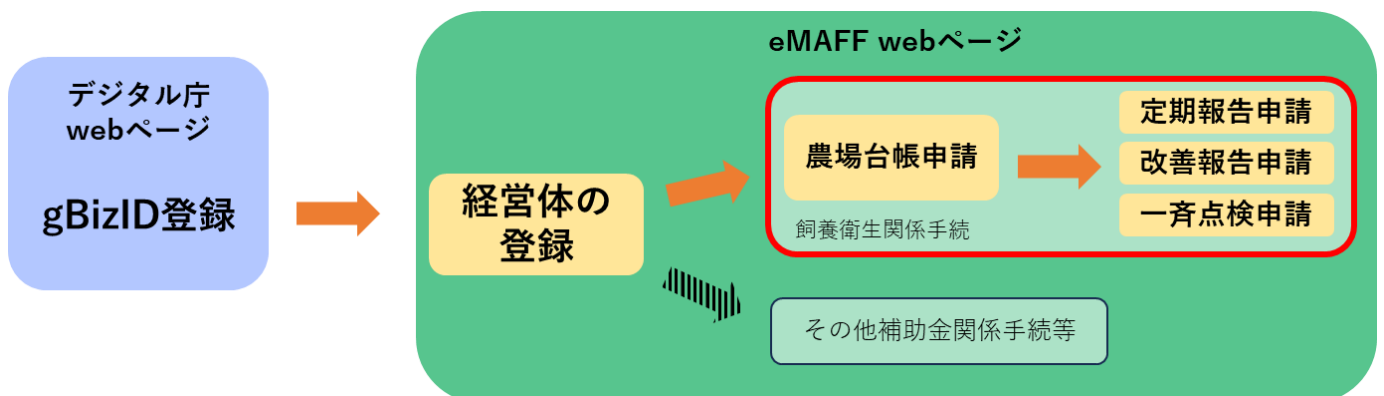 デジタル庁
webページ
gBizID登録
eMAFF webページ
経営体の
登録
農場台帳申請
飼養衛生関係手続
定期報告申請
改善報告申請
一斉点検申請
その他補助金関係手続等